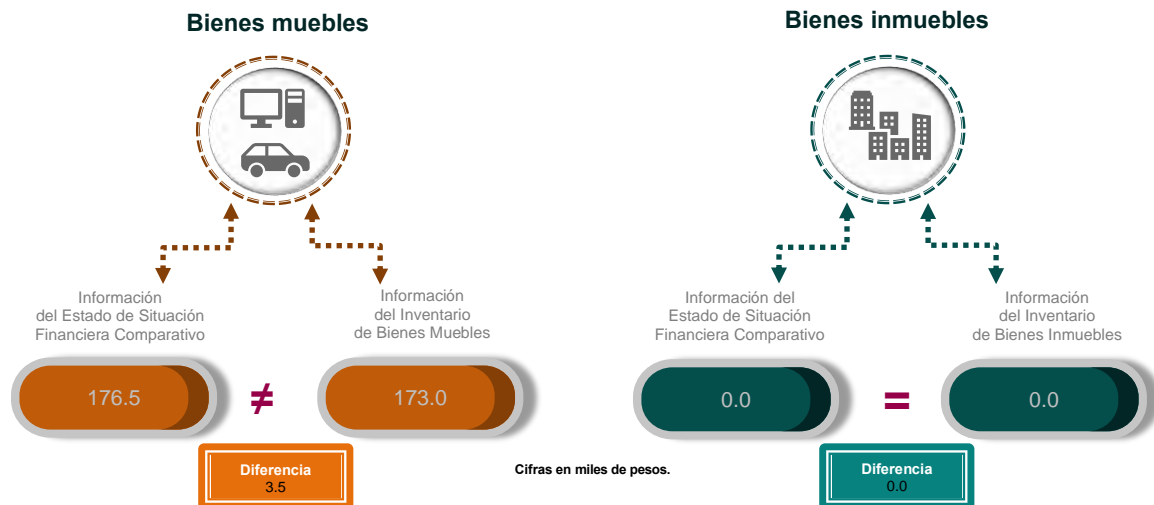 Bienes muebles
Información
del Estado de Situación
Financiera Comparativo
Información
del Inventario
de Bienes Muebles
176.5
≠
173.0
Diferencia
3.5
Cifras en miles de pesos.
Bienes inmuebles
Información del
Estado de Situación
Financiera Comparativo
Información
del Inventario
de Bienes Inmuebles
0.0
=
0.0
Diferencia
0.0